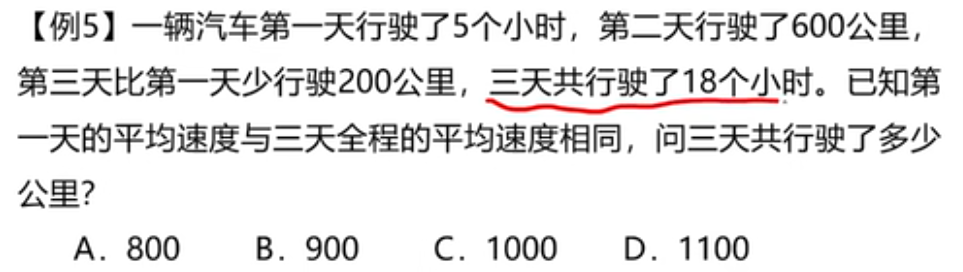 【例5】一辆汽车第一天行驶了5个小时，第二天行驶了600公里，
第三天比第一天少行驶200公里，三天共行驶了18个小时。已知第
一天的平均速度与三天全程的平均速度相同，问三天共行驶了多少
公里？
A．800 B．900 C．1000 D．1100